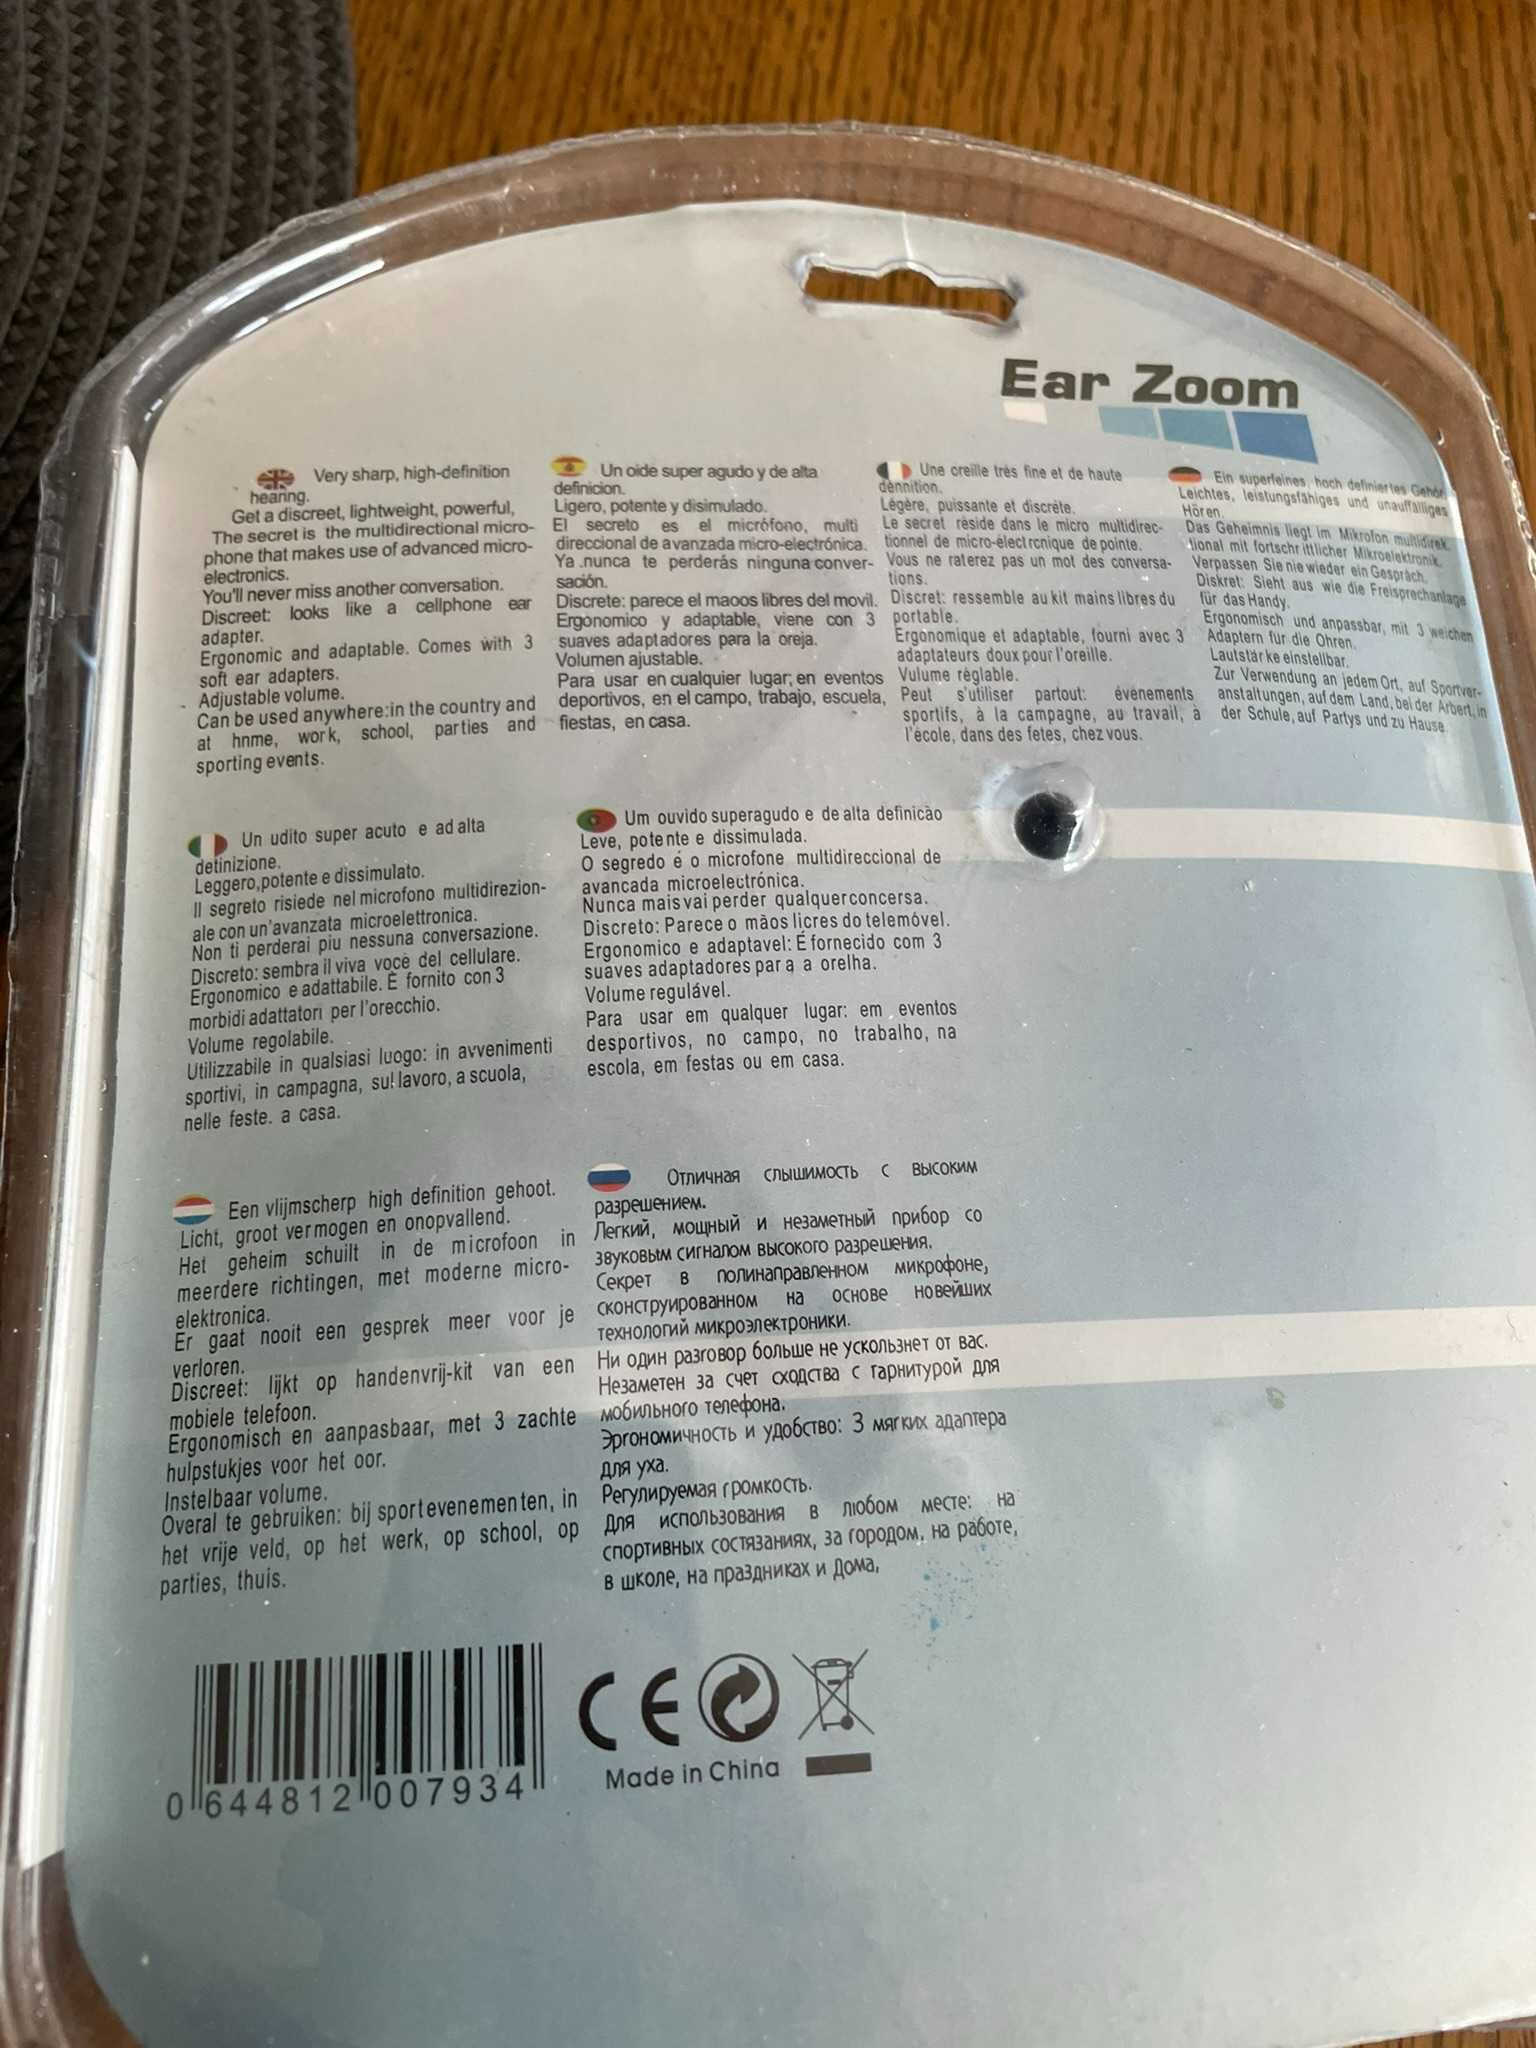 Ear Zoom
Very sharp, high-definition
hearing.
Get a discreet, lightweight, powerful,
The secret is the multidirectional micro-
phone that makes use of advanced micro-
electronics.
You'll never miss another conversation.
Discreet: looks like a cellphone ear
adapter.
Ergonomic and adaptable. Comes with 3
soft ear adapters.
Adjustable volume.
Can be used anywhere:in the country and
at hnme, work, school, parties and
sporting events.
Un oide super agudo y de alta
definicion.
Ligero, potente y disimulado.
El secreto es el micrófono, multi
direccional de avanzada micro-electrónica.
Ya .nunca te perderás ninguna conver-
sación.
Discrete: parece el maoos libres del movil.
Ergonomico y adaptable, viene con 3
suaves adaptadores para la oreja.
Volumen ajustable.
Para usar en cualquier lugar; en eventos
deportivos, en el campo, trabajo, escuela,
fiestas, en casa.
Une creille très fine et de haute
dénnition.
Légère, puissante et discrète.
Le secret réside dans le micro multidirec-
tionnel de micro-électrcnique de pointe.
Vous ne raterez pas un mot des conversa-
tions.
Discret: ressemble au kit mains libres du
portable.
Ergonomique et adaptable, fourni avec 3
adaptateurs doux pour l'oreille.
Vulume réglable.
Peut s'utiliser partout: événements
sportifs, à la campagne, au travail, à
l'école, dans des fetes, chez vous.
Ein superfeines, hoch definiertes Gehör
Leichtes, leistungsfähiges und unauffälliges
Hören.
Das Geheimnis liegt im Mikrofon multidirek
tional mit fortschrittlicher Mikroelektronik.
Verpassen Sie nie wieder ein Gespräch.
Diskret: Sieht aus wie die Freisprechanlage
für das Handy.
Ergonomisch und anpassbar, mit 3 weichen
Adaptern für die Ohren.
Lautstärke einstellbar.
Zur Verwendung an jedem Ort, auf Sportver-
anstaltungen, auf dem Land, bei der Arbert, in
der Schule, auf Partys und zu Hause
Un udito super acuto e ad alta
detinizione.
Leggero,potente e dissimulato.
Il segreto risiede nel microfono multidirezion-
ale con un'avanzata microelettronica.
Non ti perderai piu nessuna conversazione.
Discreto: sembra il viva voce del cellulare.
Ergonomico e adattabile. È fornito con 3
morbidi adattatori per l'orecchio.
Volume regolabile.
Utilizzabile in qualsiasi luogo: in avvenimenti
sportivi, in campagna, sul lavoro, a scuola,
nelle feste. a casa.
Um ouvido superagudo e de alta definicão
Leve, potente e dissimulada.
O segredo é o microfone multidireccional de
avancada microelectrónica.
Nunca mais vai perder qualquer concersa.
Discreto: Parece o mãos licres do telemóvel.
Ergonomico e adaptavel: É fornecido com 3
suaves adaptadores para a orelha.
Volume regulável.
Para usar em qualquer lugar: em eventos
desportivos, no campo, no trabalho, na
escola, em festas ou em casa.
Een vlijmscherp high definition gehoot.
Licht, groot vermogen en onopvallend.
Het geheim schuilt in de microfoon in
meerdere richtingen, met moderne micro-
elektronica.
Er gaat nooit een gesprek meer voor je
verloren.
Discreet: lijkt op handenvrij-kit van een
mobiele telefoon.
Ergonomisch en aanpasbaar, met 3 zachte
hulpstukjes voor het oor.
Instelbaar volume.
Overal te gebruiken: bij sportevenementen, in
het vrije veld, op het werk, op school, op
parties, thuis.
Отличная слышимость с высоким
разрешением.
Легкий, мощный и незаметный прибор со
звуковым сигналом высокого разрешения.
Секрет в полинаправленном микрофоне,
сконструированном на основе новейших
технологий микроэлектроники.
Ни один разговор больше не ускользнет от вас.
Незаметен за счет сходства с гарнитурой для
мобильного телефона.
Эргономичность и удобство: 3 мягких адаптера
для уха.
Регулируемая громкость.
Для использования в любом месте: на
спортивных состязаниях, за городом, на работе,
в школе, на праздниках и дома,
0 644812 007934
CE
Made in China